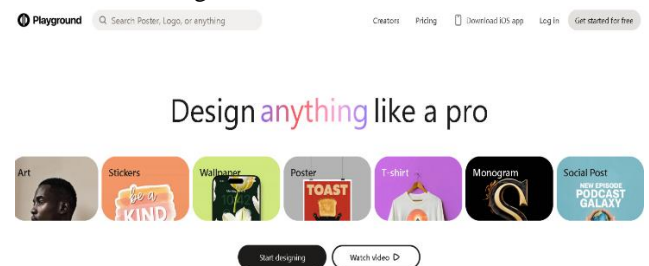 Playground
Search Poster, Logo, or anything
Creators
Pricing
Download iOS app
Log in
Get started for free
Design anything like a pro
Art
Stickers
Wallpaper
Poster
T-shirt
Monogram
Social Post
be a
KIND
10:42
TOAST
S
NEW EPISODE
PODCAST
GALAXY
Start designing
Watch video